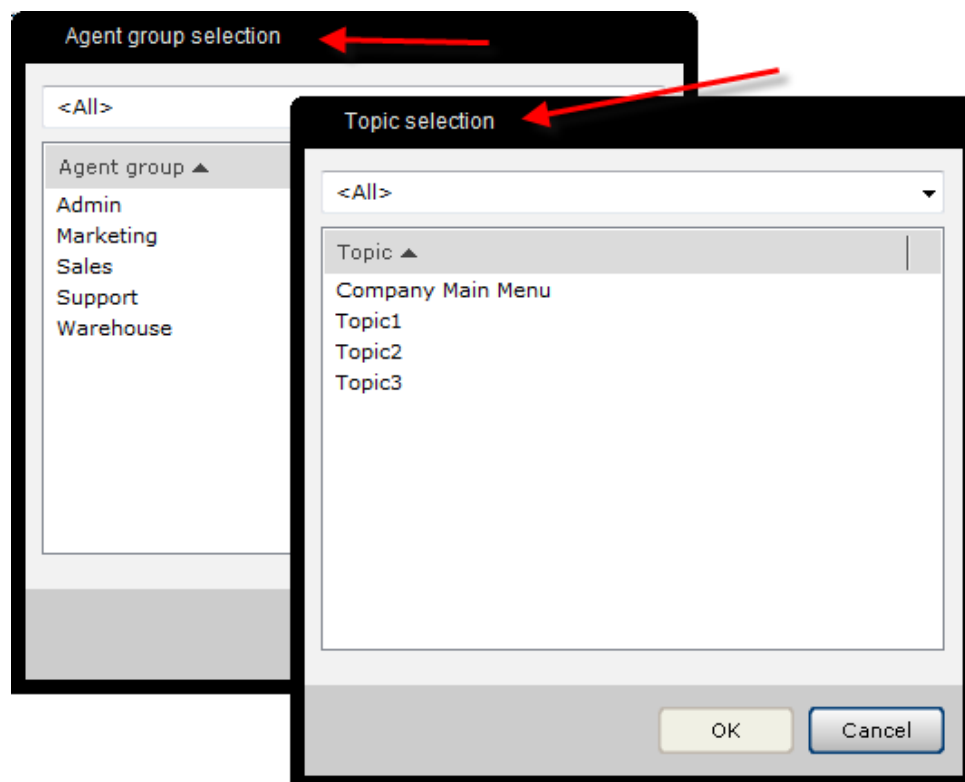 Agent group selection
<All>
Agent group
Admin
Marketing
Sales
Support
Warehouse
Topic selection
<All>
Topic
Company Main Menu
Topic1
Topic2
Topic3
OK
Cancel